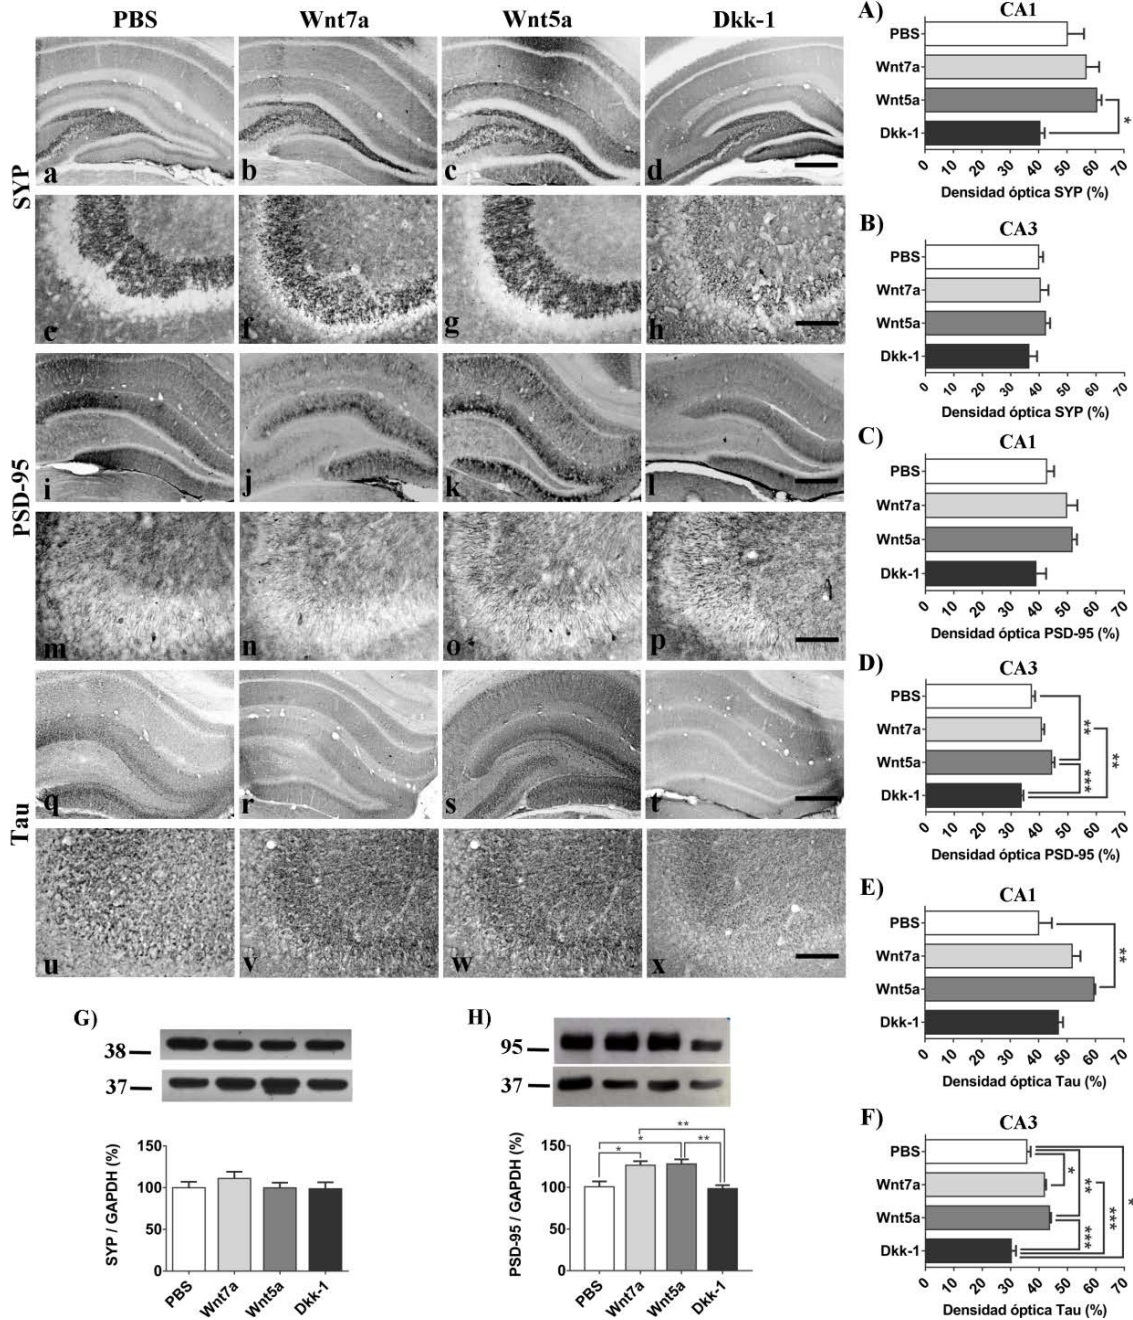 PBS Wnt7a Wnt5a Dkk-1
SYP
a b c d
e f g h
PSD-95
i j k l
m n o p
Tau
q r s t
u v w x
A) CA1
PBS
Wnt7a
Wnt5a
Dkk-1
*
0 10 20 30 40 50 60 70
Densidad óptica SYP (%)
B) CA3
PBS
Wnt7a
Wnt5a
Dkk-1
0 10 20 30 40 50 60 70
Densidad óptica SYP (%)
C) CA1
PBS
Wnt7a
Wnt5a
Dkk-1
0 10 20 30 40 50 60 70
Densidad óptica PSD-95 (%)
D) CA3
PBS
Wnt7a
Wnt5a
Dkk-1
** ** ***
0 10 20 30 40 50 60 70
Densidad óptica PSD-95 (%)
E) CA1
PBS
Wnt7a
Wnt5a
Dkk-1
**
0 10 20 30 40 50 60 70
Densidad óptica Tau (%)
F) CA3
PBS
Wnt7a
Wnt5a
Dkk-1
* ** *** *** *
0 10 20 30 40 50 60 70
Densidad óptica Tau (%)
G)
38
37
SYP / GAPDH (%)
150
100
50
0
PBS Wnt7a Wnt5a Dkk-1
H)
95
37
PSD-95 / GAPDH (%)
150
100
50
0
**
* **
*
PBS Wnt7a Wnt5a Dkk-1